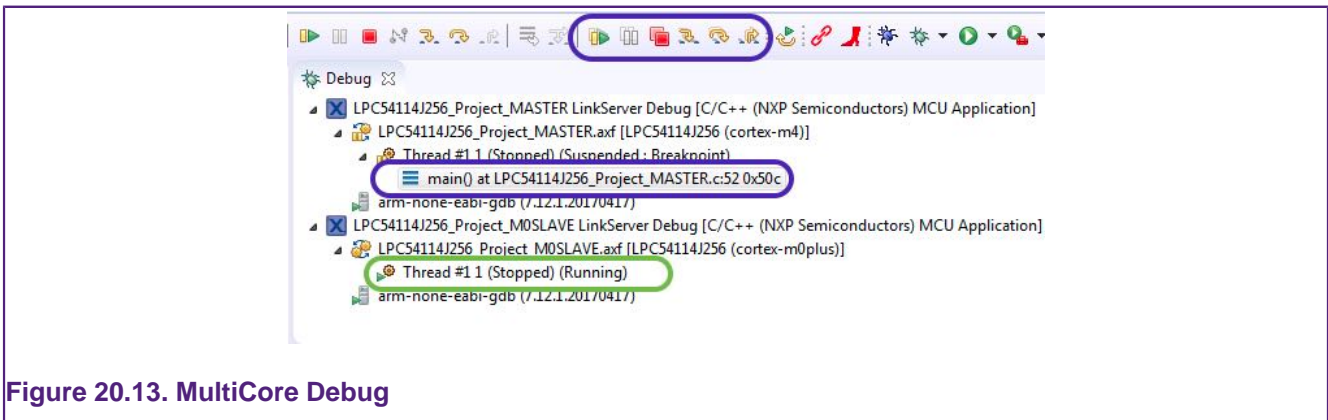 Debug
LPC54114J256_Project_MASTER LinkServer Debug [C/C++ (NXP Semiconductors) MCU Application]
LPC54114J256_Project_MASTER.axf [LPC54114J256 (cortex-m4)]
Thread #1 1 (Stopped) (Suspended : Breakpoint)
main() at LPC54114J256_Project_MASTER.c:52 0x50c
arm-none-eabi-gdb (7.12.1.20170417)
LPC54114J256_Project_M0SLAVE LinkServer Debug [C/C++ (NXP Semiconductors) MCU Application]
LPC54114J256_Project_M0SLAVE.axf [LPC54114J256 (cortex-m0plus)]
Thread #1 1 (Stopped) (Running)
arm-none-eabi-gdb (7.12.1.20170417)
Figure 20.13. MultiCore Debug